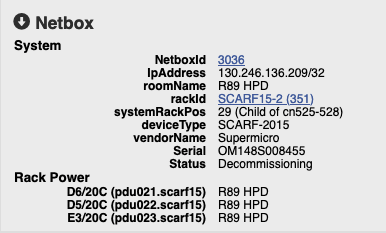 Netbox
System
NetboxId 3036
IpAddress 130.246.136.209/32
roomName R89 HPD
rackId SCARF15-2 (351)
systemRackPos 29 (Child of cn525-528)
deviceType SCARF-2015
vendorName Supermicro
Serial OM148S008455
Status Decommissioning
Rack Power
D6/20C (pdu021.scarf15) R89 HPD
D5/20C (pdu022.scarf15) R89 HPD
E3/20C (pdu023.scarf15) R89 HPD